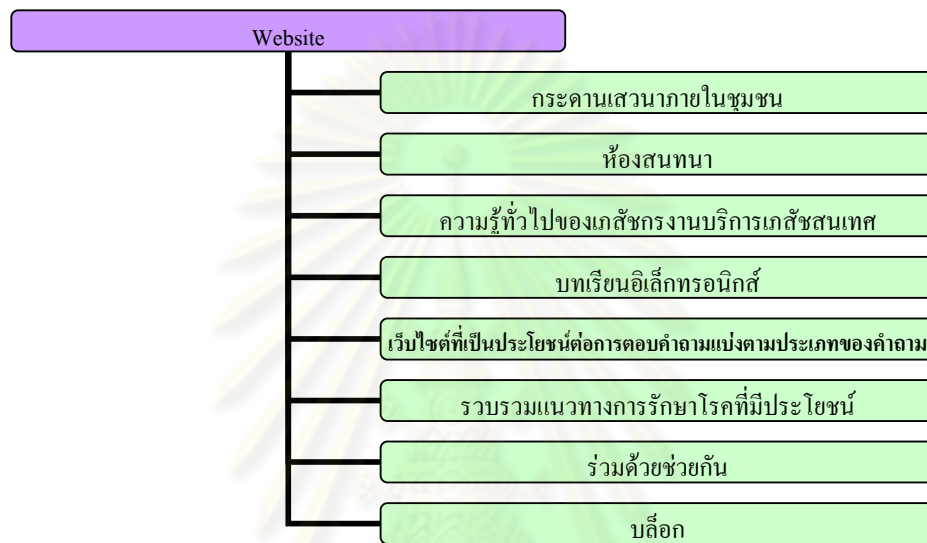 Website
กระดานเสวนาภายในชุมชน
ห้องสนทนา
ความรู้ทั่วไปของเภสัชกรงานบริการเภสัชสนเทศ
บทเรียนอิเล็กทรอนิกส์
เว็บไซต์ที่เป็นประโยชน์ต่อการตอบคำถามแบ่งตามประเภทของคำถาม
รวบรวมแนวทางการรักษาโรคที่มีประโยชน์
ร่วมด้วยช่วยกัน
บล็อก